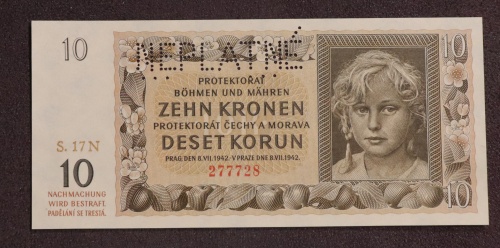 10
NEPLATNÉ
10
PROTEKTORAT
BÖHMEN UND MÄHREN
ZEHN KRONEN
PROTEKTORÁT ČECHY A MORAVA
DESET KORUN
PRAG, DEN 8. VII. 1942. V PRAZE DNE 8. VII. 1942.
277728
S. 17 N
10
NACHMACHUNG
WIRD BESTRAFT.
PADĚLÁNÍ SE TRESTÁ.
10